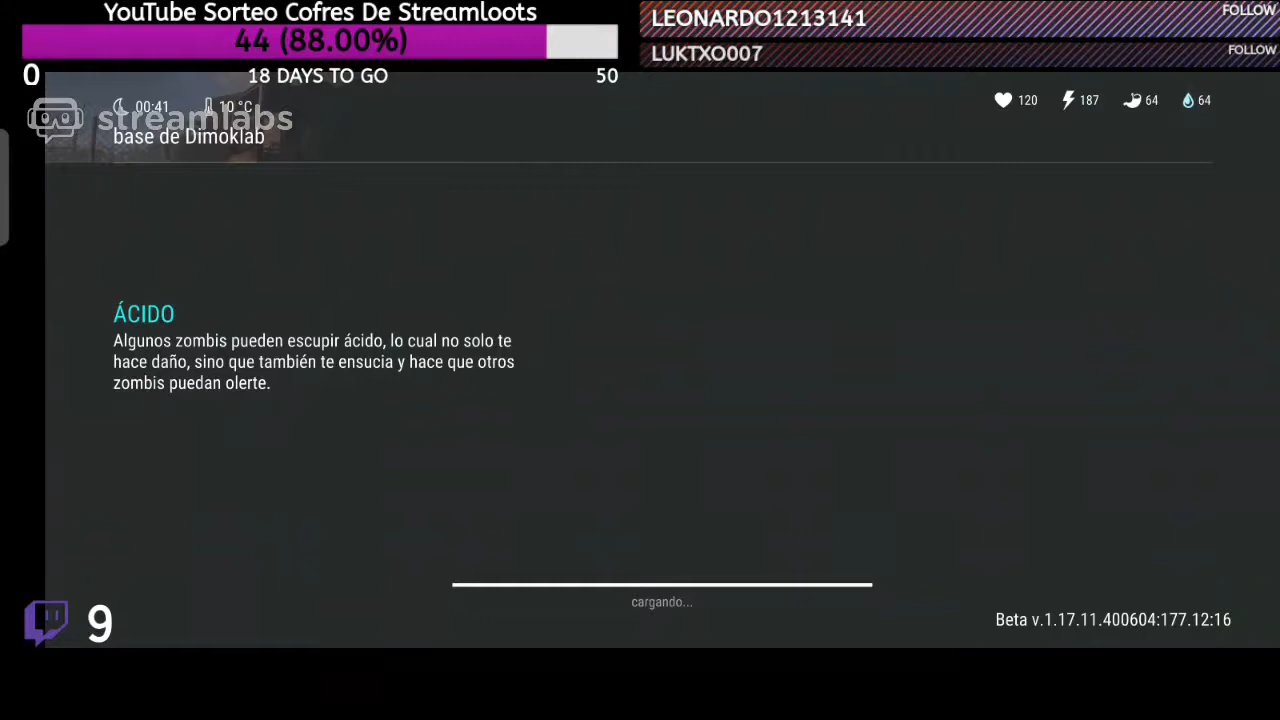 YouTube Sorteo Cofres De Streamloots
44 (88.00%)
0
18 DAYS TO GO
50
LEONARDO1213141
FOLLOW
LUKTXO007
FOLLOW
streamlabs
00:41
10 °C
base de Dimoklab
120
187
64
64
ÁCIDO
Algunos zombis pueden escupir ácido, lo cual no solo te
hace daño, sino que también te ensucia y hace que otros
zombis puedan olerte.
cargando...
9
Beta v.1.17.11.400604:177.12:16